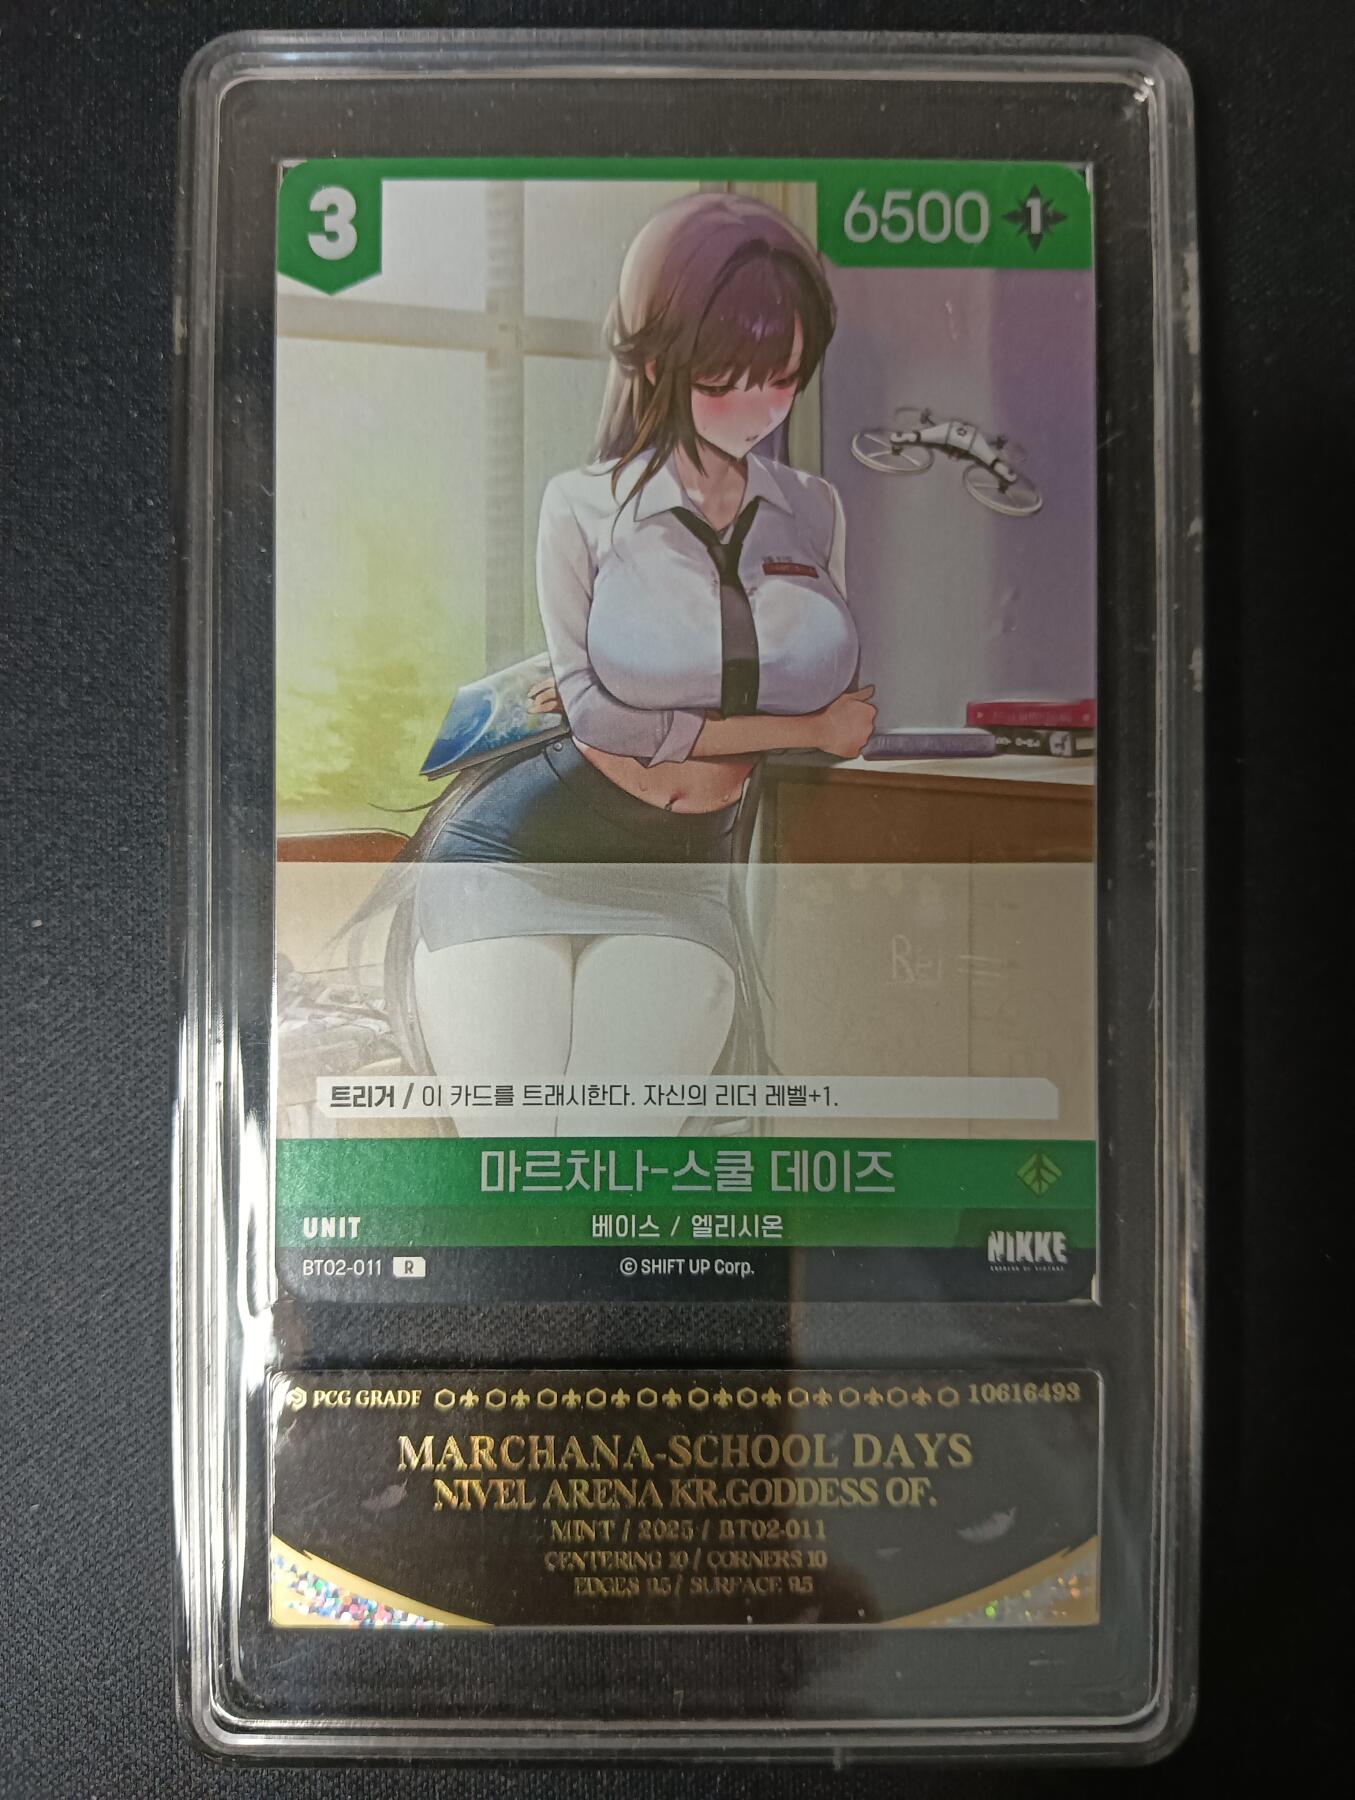 3
6500 1
Rei
트리거 / 이 카드를 트래시한다. 자신의 리더 레벨+1.
마르차나-스쿨 데이즈
UNIT
베이스 / 엘리시온
NIKKE
BT02-011 R
© SHIFT UP Corp.
PCG GRADE 10616493
MARCHANA-SCHOOL DAYS
NIVEL ARENA KR.GODDESS OF.
MINT / 2025 / BT02-011
CENTERING 10 / CORNERS 10
EDGES 9.5 / SURFACE 9.5